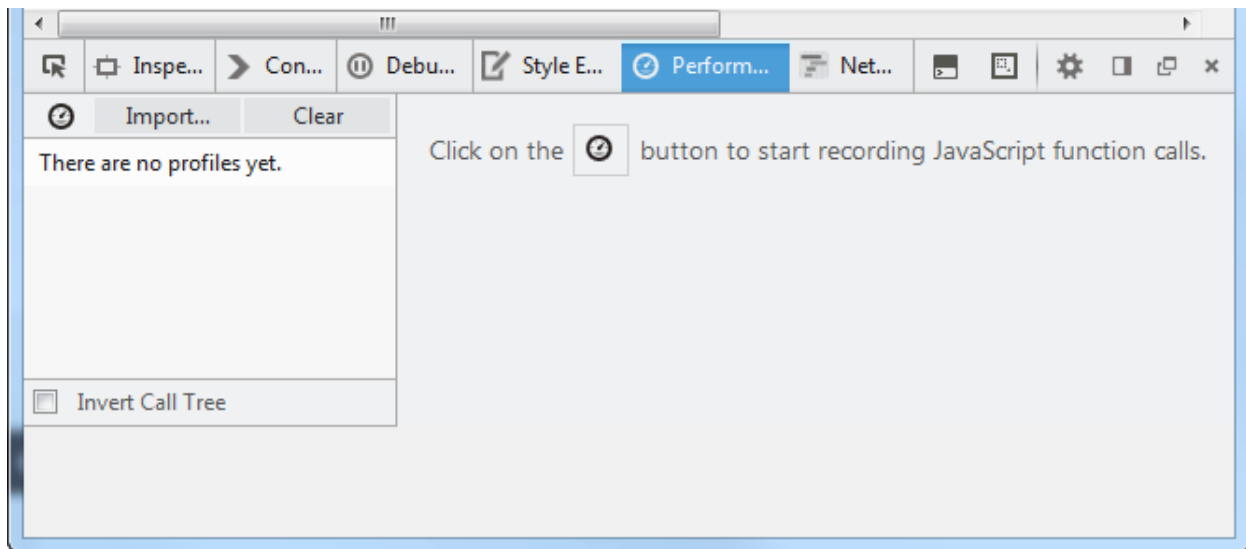 Inspe... Con... Debu... Style E... Perform... Net...
Import... Clear
There are no profiles yet.
Click on the button to start recording JavaScript function calls.
Invert Call Tree